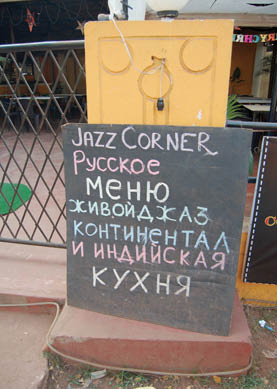 JAZZ CORNER
Русское
меню
живой джаз
континентал
и индийская
кухня